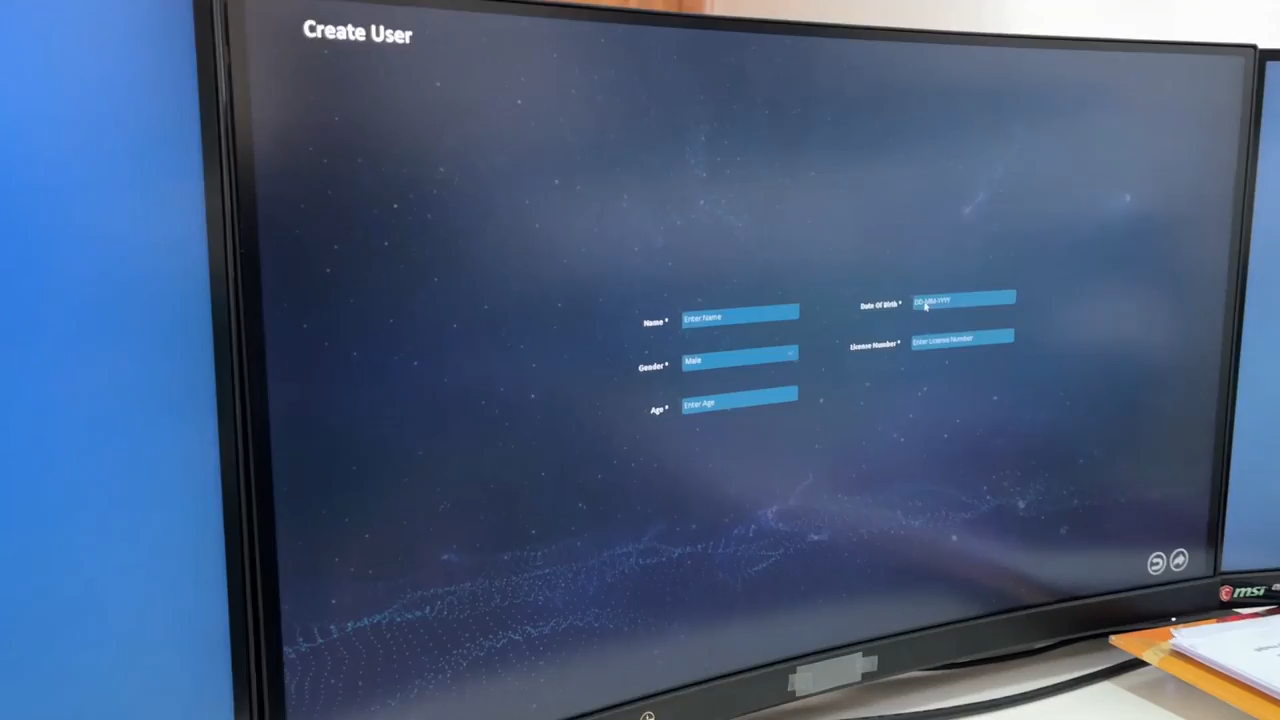 Create User
Name *
Enter Name
Gender *
Male
Age *
Enter Age
Date Of Birth *
DD-MM-YYYY
License Number *
Enter License Number
msi